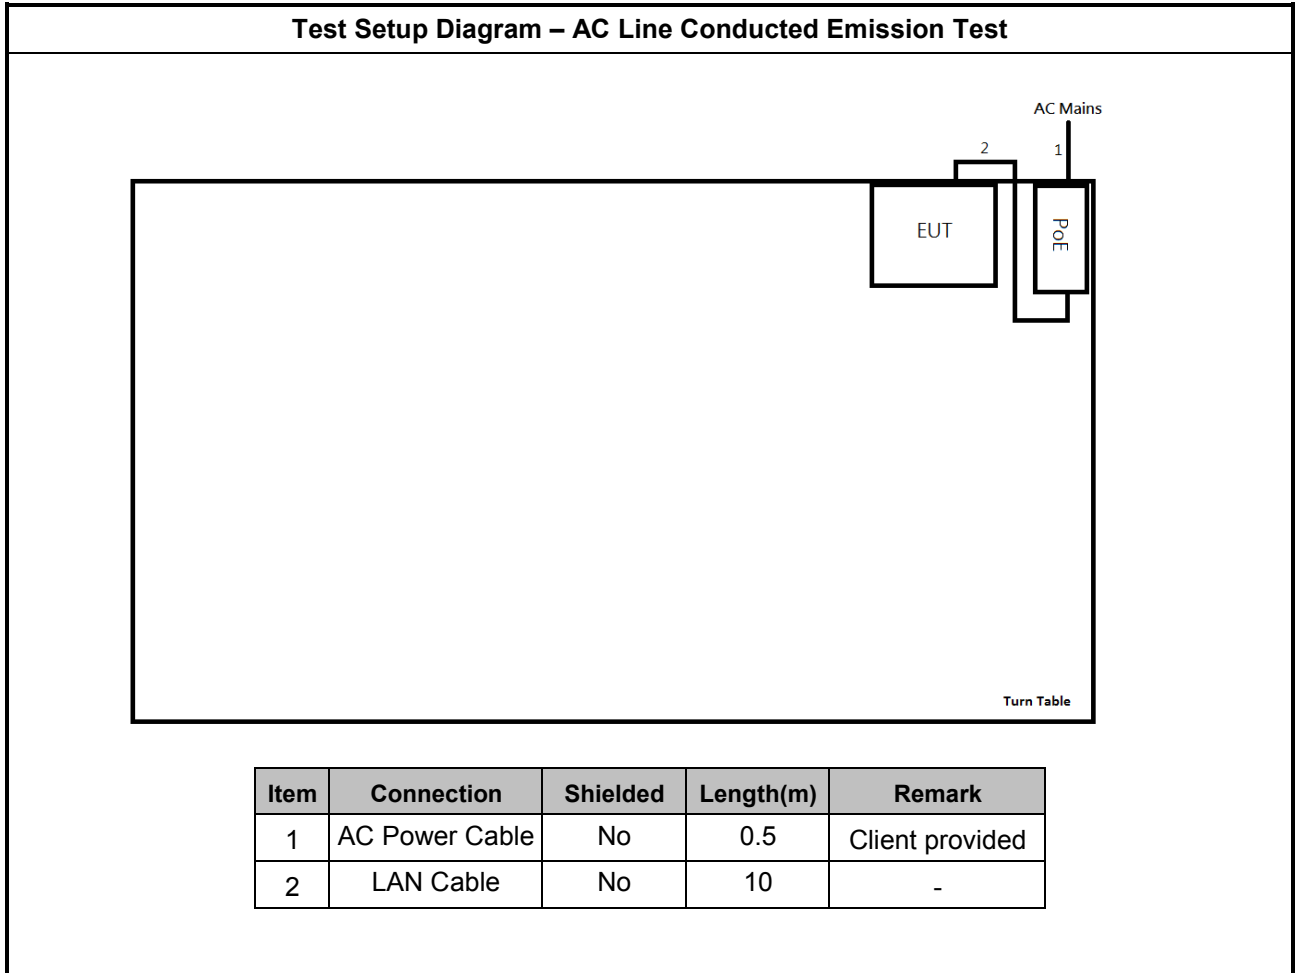 Test Setup Diagram – AC Line Conducted Emission Test
AC Mains
2
1
EUT
PoE
Turn Table
Item Connection Shielded Length(m) Remark
1 AC Power Cable No 0.5 Client provided
2 LAN Cable No 10 -